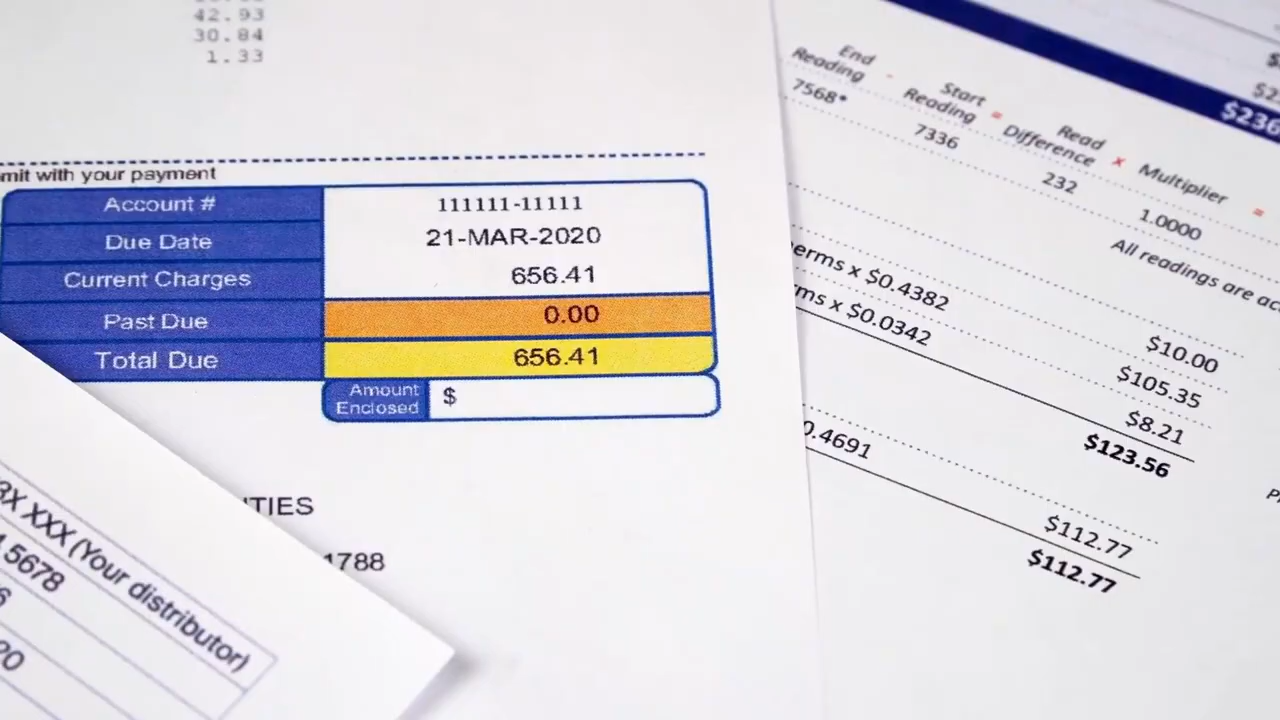 42.93
30.84
1.33
mit with your payment
Account # 111111-11111
Due Date 21-MAR-2020
Current Charges 656.41
Past Due 0.00
Total Due 656.41
Amount
Enclosed $
TIES
1788
XXX (Your distributor)
5678
20
$236
End
Reading - Start
Reading = Read
Difference x Multiplier =
7568* 7336 232 1.0000
All readings are ac
$10.00
erms x $0.4382 $105.35
ms x $0.0342 $8.21
$123.56
0.4691 $112.77
$112.77